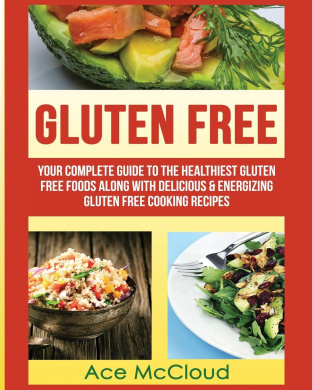 GLUTEN FREE
YOUR COMPLETE GUIDE TO THE HEALTHIEST GLUTEN
FREE FOODS ALONG WITH DELICIOUS & ENERGIZING
GLUTEN FREE COOKING RECIPES
Ace McCloud